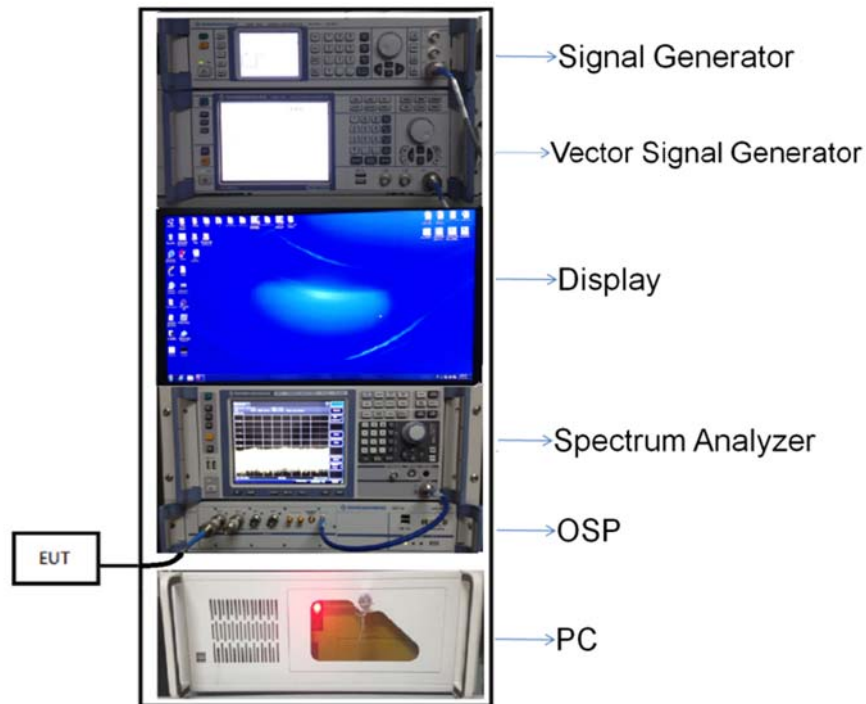 Signal Generator
Vector Signal Generator
Display
Spectrum Analyzer
OSP
EUT
PC